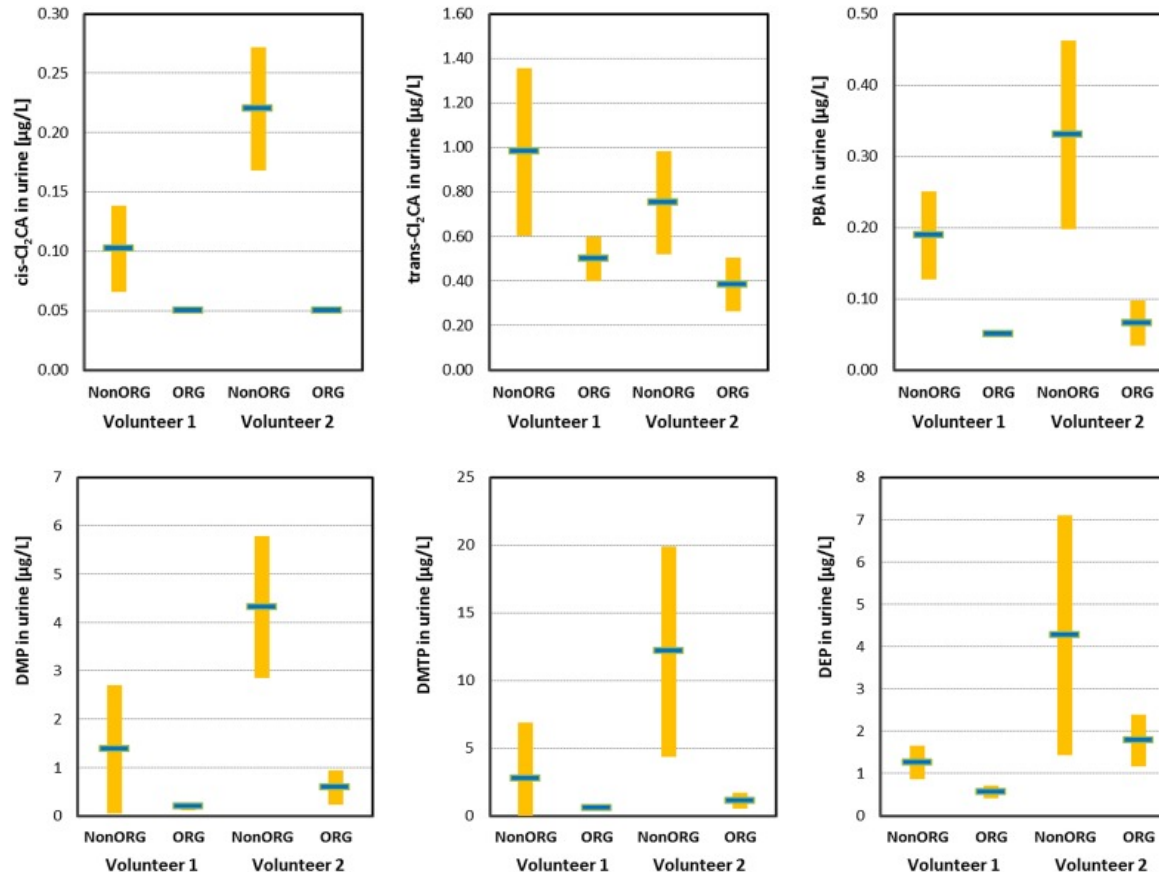 cis-Cl₂CA in urine [µg/L]
0.30
0.25
0.20
0.15
0.10
0.05
0.00
NonORG ORG NonORG ORG
Volunteer 1 Volunteer 2
trans-Cl₂CA in urine [µg/L]
1.60
1.40
1.20
1.00
0.80
0.60
0.40
0.20
0.00
NonORG ORG NonORG ORG
Volunteer 1 Volunteer 2
PBA in urine [µg/L]
0.50
0.40
0.30
0.20
0.10
0.00
NonORG ORG NonORG ORG
Volunteer 1 Volunteer 2
DMP in urine [µg/L]
7
6
5
4
3
2
1
0
NonORG ORG NonORG ORG
Volunteer 1 Volunteer 2
DMTP in urine [µg/L]
25
20
15
10
5
0
NonORG ORG NonORG ORG
Volunteer 1 Volunteer 2
DEP in urine [µg/L]
8
7
6
5
4
3
2
1
0
NonORG ORG NonORG ORG
Volunteer 1 Volunteer 2